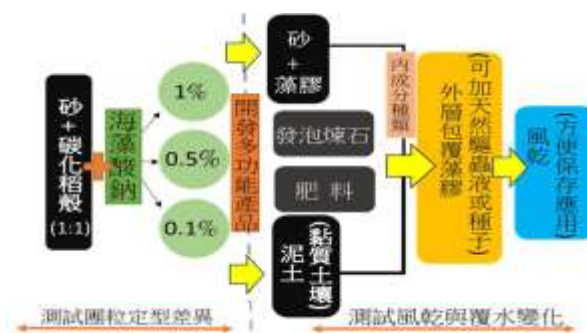 砂+碳化稻殼
(1:1)
海藻酸鈉
1%
0.5%
0.1%
開發多功能產品
砂
+
藻膠
發泡煉石
肥料
泥土
(黏質土壤)
內成分種類
外層包覆藻膠
(可加天然驅蟲液或種子)
風乾
(方便保存應用)
測試團粒定型差異
測試風乾與覆水變化